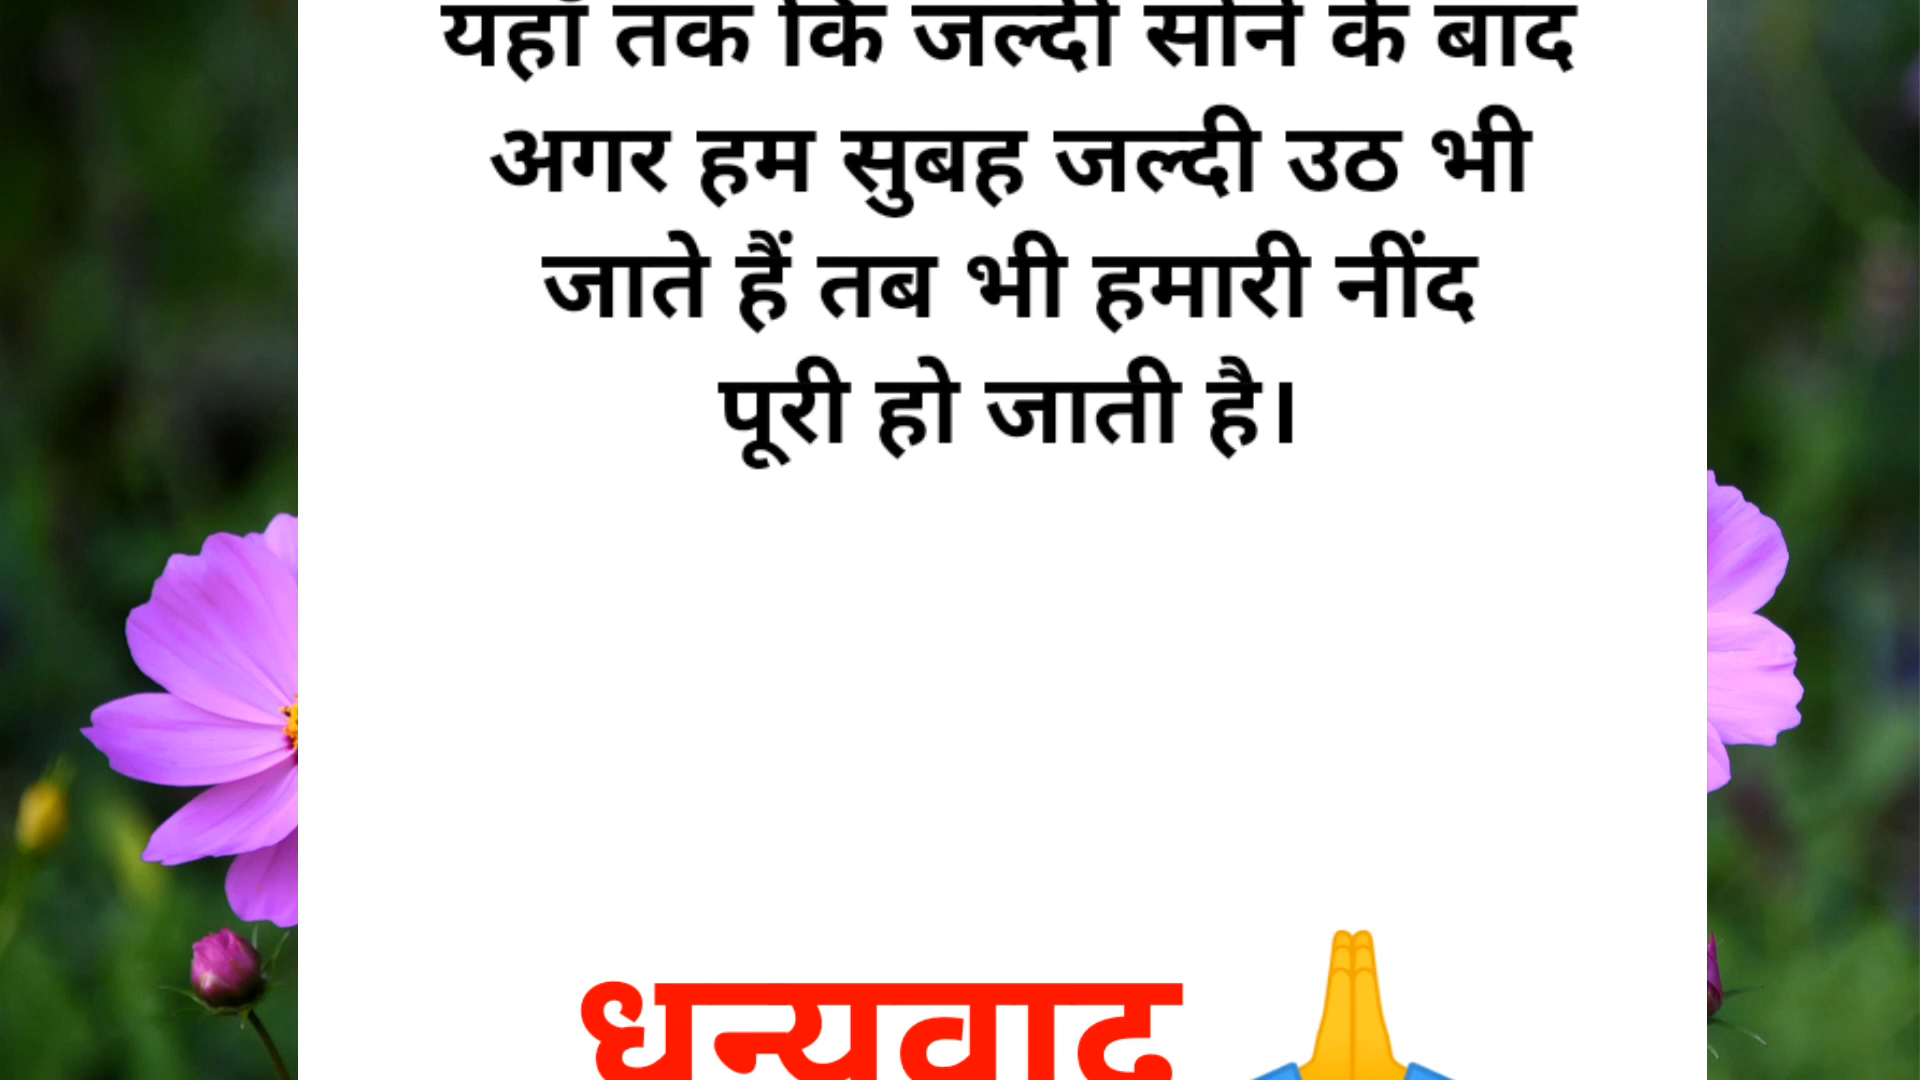 यहाँ तक कि जल्दी सोने के बाद
अगर हम सुबह जल्दी उठ भी
जाते हैं तब भी हमारी नींद
पूरी हो जाती है।
धन्यवाद 🙏